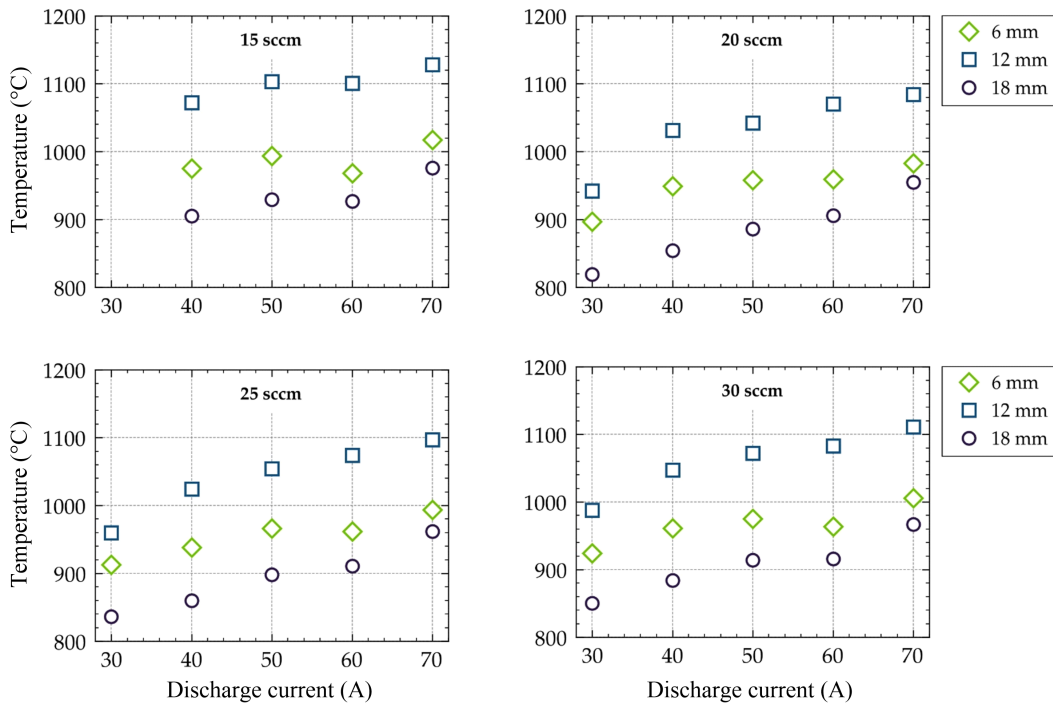 15 sccm
Temperature (°C)
1200
1100
1000
900
800
30 40 50 60 70
20 sccm
1200
1100
1000
900
800
30 40 50 60 70
6 mm
12 mm
18 mm
25 sccm
Temperature (°C)
1200
1100
1000
900
800
30 40 50 60 70
Discharge current (A)
30 sccm
1200
1100
1000
900
800
30 40 50 60 70
Discharge current (A)
6 mm
12 mm
18 mm